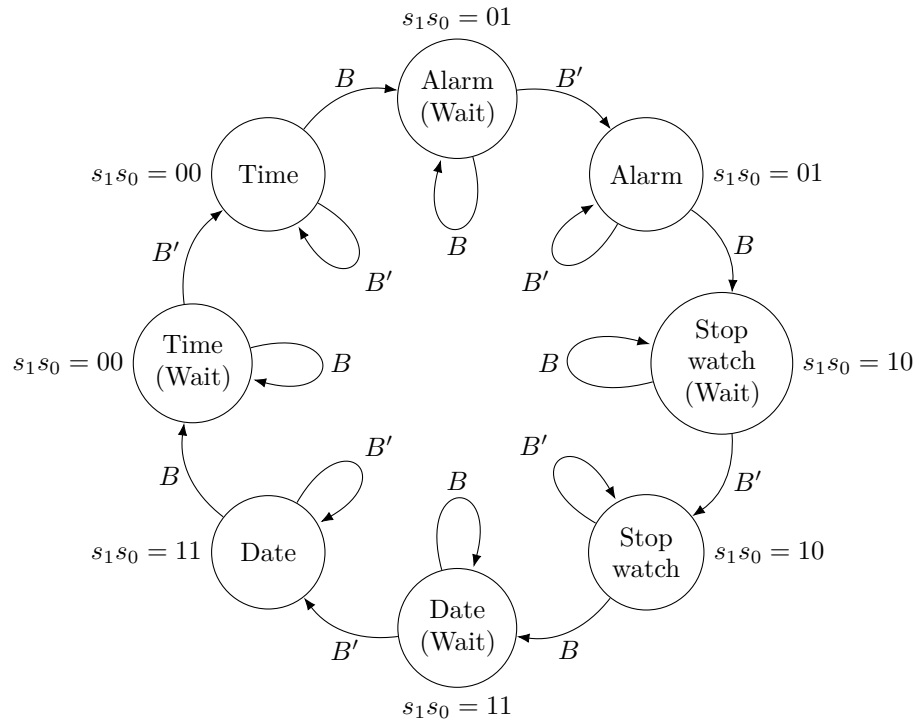 s₁s₀ = 01
B
Alarm
(Wait)
B′
s₁s₀ = 00
Time
Alarm
s₁s₀ = 01
B
B′
B′
B′
B
s₁s₀ = 00
Time
(Wait)
B
B
Stop
watch
(Wait)
s₁s₀ = 10
B
B′
B
B′
B′
s₁s₀ = 11
Date
Stop
watch
s₁s₀ = 10
Date
(Wait)
B′
B
s₁s₀ = 11